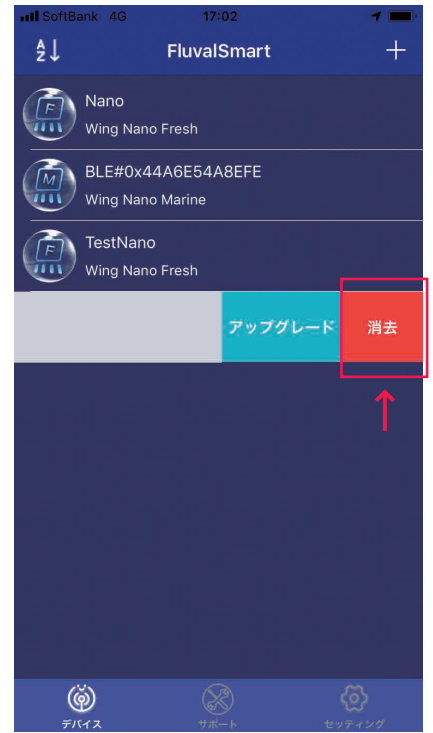 SoftBank 4G 17:02
A Z FluvalSmart
F Nano
Wing Nano Fresh
M BLE#0x44A6E54A8EFE
Wing Nano Marine
F TestNano
Wing Nano Fresh
アップグレード 消去
デバイス サポート セッティング